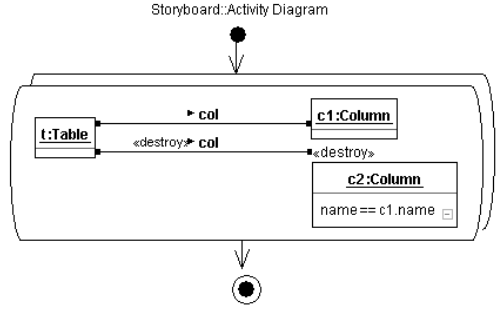 Storyboard::Activity Diagram
► col
c1:Column
t:Table
«destroy» ► col
«destroy»
c2:Column
name == c1.name